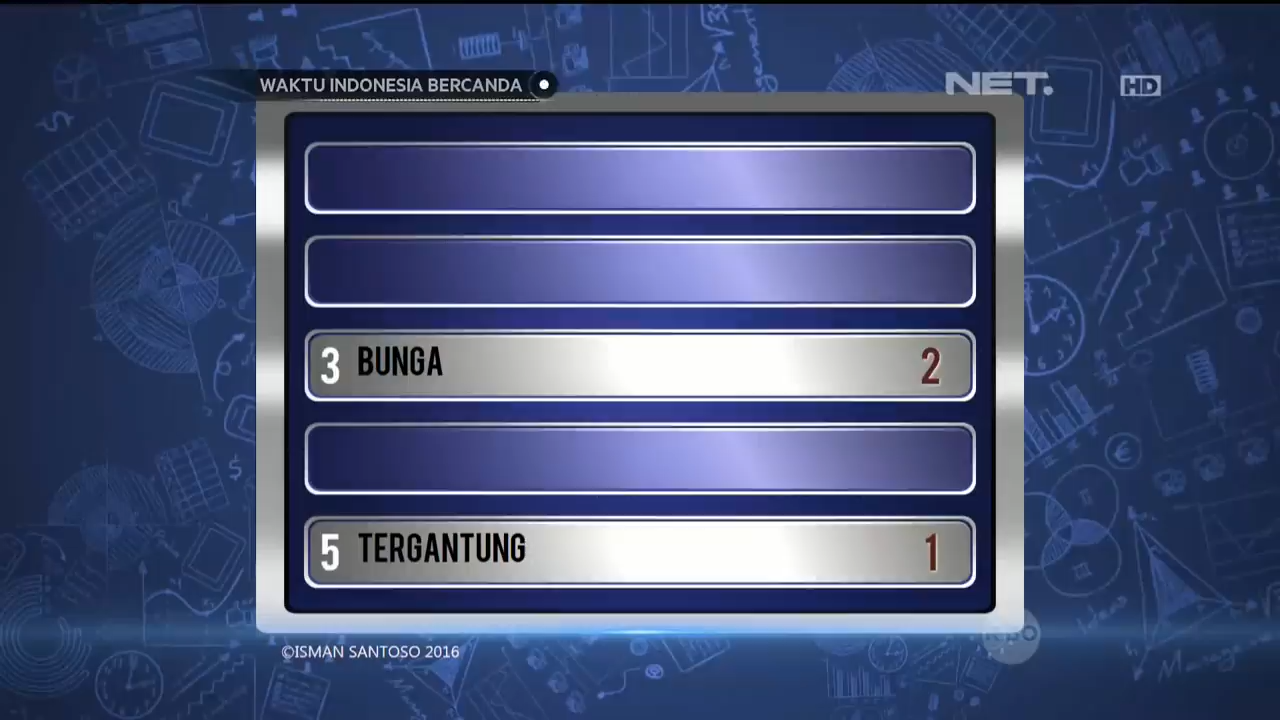 WAKTU INDONESIA BERCANDA
NET.
HD
3 BUNGA 2
5 TERGANTUNG 1
©ISMAN SANTOSO 2016